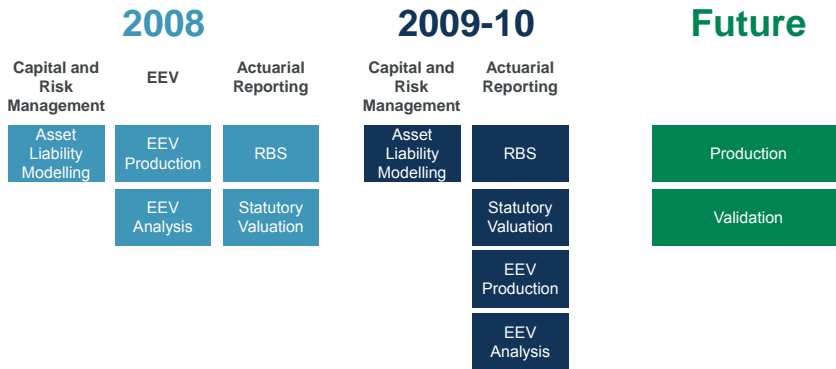 2008
2009-10
Future
Capital and
Risk
Management
EEV
Actuarial
Reporting
Capital and
Risk
Management
Actuarial
Reporting
Asset
Liability
Modelling
EEV
Production
RBS
Asset
Liability
Modelling
RBS
Production
EEV
Analysis
Statutory
Valuation
Statutory
Valuation
Validation
EEV
Production
EEV
Analysis